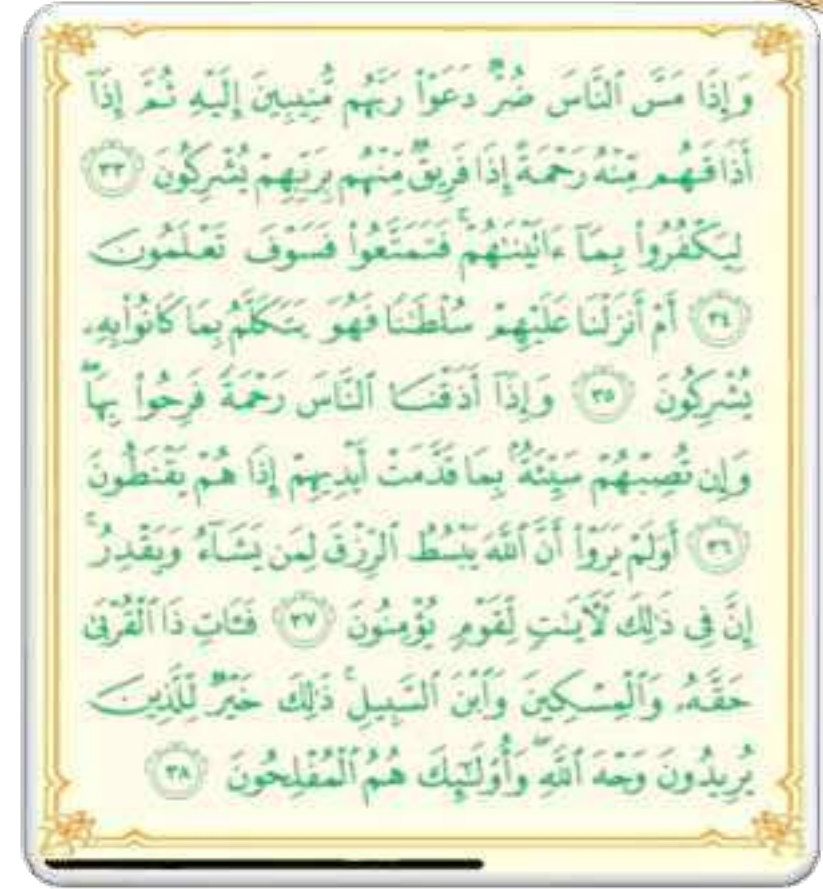 وَإِذَا مَسَّ ٱلنَّاسَ ضُرٌّ دَعَوْا۟ رَبَّهُم مُّنِيبِينَ إِلَيْهِ ثُمَّ إِذَآ
أَذَاقَهُم مِّنْهُ رَحْمَةً إِذَا فَرِيقٌ مِّنْهُم بِرَبِّهِمْ يُشْرِكُونَ ٣٣
لِيَكْفُرُوا۟ بِمَآ ءَاتَيْنَٰهُمْ ۚ فَتَمَتَّعُوا۟ فَسَوْفَ تَعْلَمُونَ
٣٤ أَمْ أَنزَلْنَا عَلَيْهِمْ سُلْطَٰنًا فَهُوَ يَتَكَلَّمُ بِمَا كَانُوا۟ بِهِۦ
يُشْرِكُونَ ٣٥ وَإِذَآ أَذَقْنَا ٱلنَّاسَ رَحْمَةً فَرِحُوا۟ بِهَا ۖ
وَإِن تُصِبْهُمْ سَيِّئَةٌۢ بِمَا قَدَّمَتْ أَيْدِيهِمْ إِذَا هُمْ يَقْنَطُونَ
٣٦ أَوَلَمْ يَرَوْا۟ أَنَّ ٱللَّهَ يَبْسُطُ ٱلرِّزْقَ لِمَن يَشَآءُ وَيَقْدِرُ ۚ
إِنَّ فِى ذَٰلِكَ لَءَايَٰتٍ لِّقَوْمٍ يُؤْمِنُونَ ٣٧ فَـَٔاتِ ذَا ٱلْقُرْبَىٰ
حَقَّهُۥ وَٱلْمِسْكِينَ وَٱبْنَ ٱلسَّبِيلِ ۚ ذَٰلِكَ خَيْرٌ لِّلَّذِينَ
يُرِيدُونَ وَجْهَ ٱللَّهِ ۖ وَأُو۟لَٰٓئِكَ هُمُ ٱلْمُفْلِحُونَ ٣٨